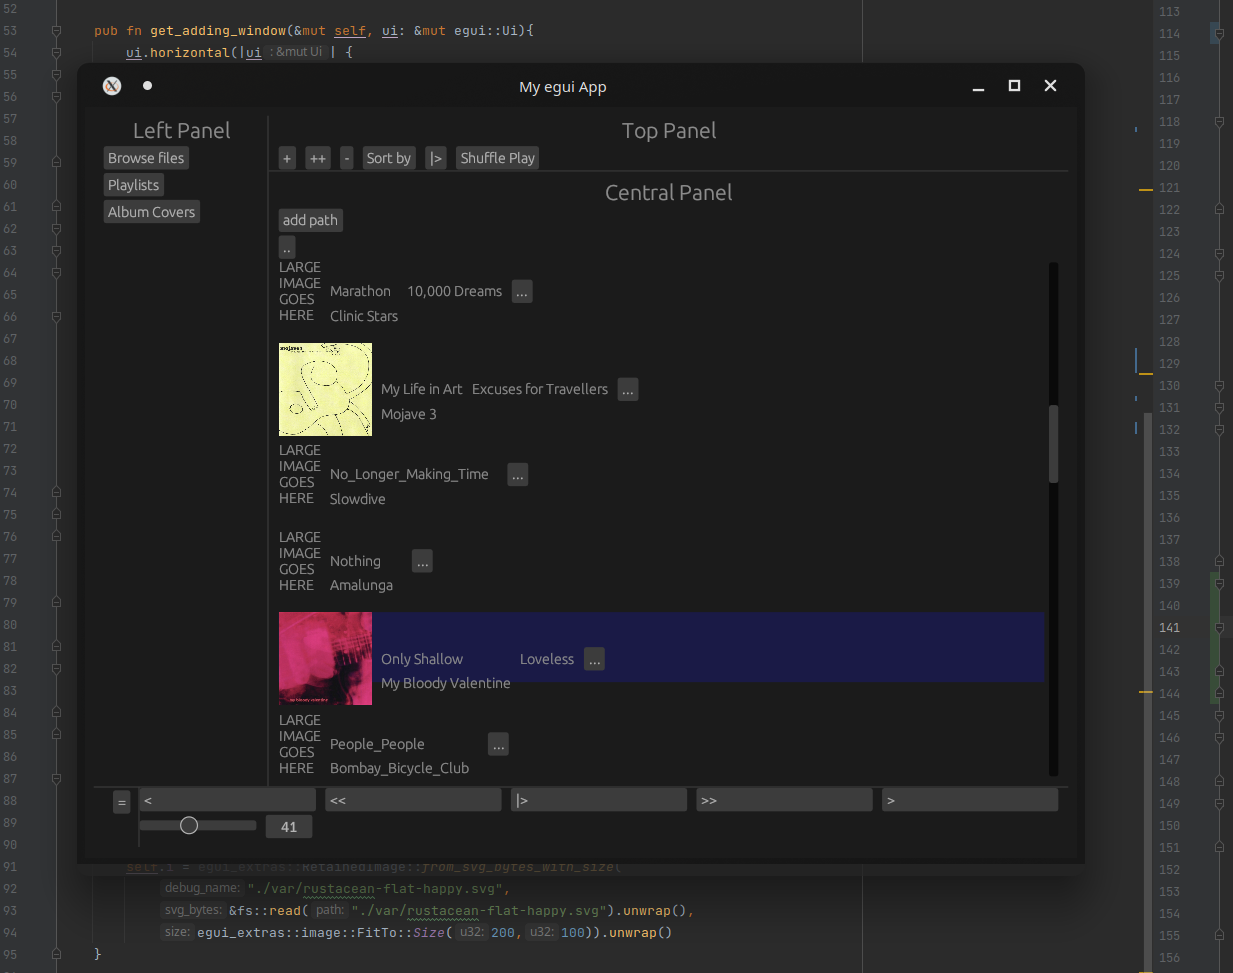 52
53 pub fn get_adding_window(&mut self, ui: &mut egui::Ui){ 113
54 ui.horizontal(|ui : &mut Ui | { 114
55 115
56 116
57 117
58 118
59 119
60 120
61 121
62 122
63 123
64 124
65 125
66 126
67 127
68 128
69 129
70 130
71 131
72 132
73 133
74 134
75 135
76 136
77 137
78 138
79 139
80 140
81 141
82 142
83 143
84 144
85 145
86 146
87 147
88 148
89 149
90 150
91 self.i = egui_extras::RetainedImage::from_svg_bytes_with_size( 151
92 debug_name: "./var/rustacean-flat-happy.svg", 152
93 svg_bytes: &fs::read( path: "./var/rustacean-flat-happy.svg").unwrap(), 153
94 size: egui_extras::image::FitTo::Size( u32: 200, u32: 100)).unwrap() 154
95 } 155
156
My egui App
Left Panel
Browse files
Playlists
Album Covers
Top Panel
+ ++ - Sort by |> Shuffle Play
Central Panel
add path
..
LARGE
IMAGE
GOES
HERE
Marathon 10,000 Dreams ...
Clinic Stars
My Life in Art Excuses for Travellers ...
Mojave 3
LARGE
IMAGE
GOES
HERE
No_Longer_Making_Time ...
Slowdive
LARGE
IMAGE
GOES
HERE
Nothing ...
Amalunga
Only Shallow Loveless ...
My Bloody Valentine
LARGE
IMAGE
GOES
HERE
People_People ...
Bombay_Bicycle_Club
= < << |> >> >
41